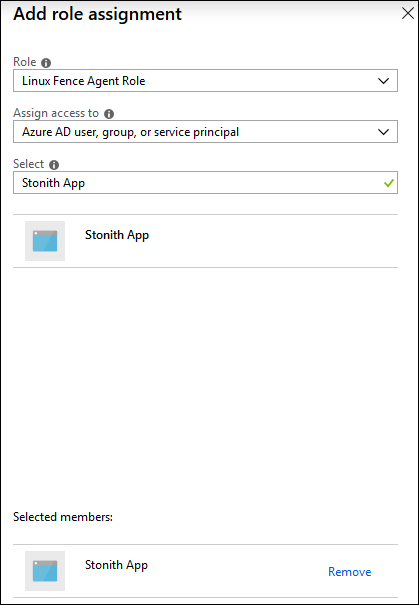 Add role assignment
Role
Linux Fence Agent Role
Assign access to
Azure AD user, group, or service principal
Select
Stonith App
Stonith App
Selected members:
Stonith App
Remove